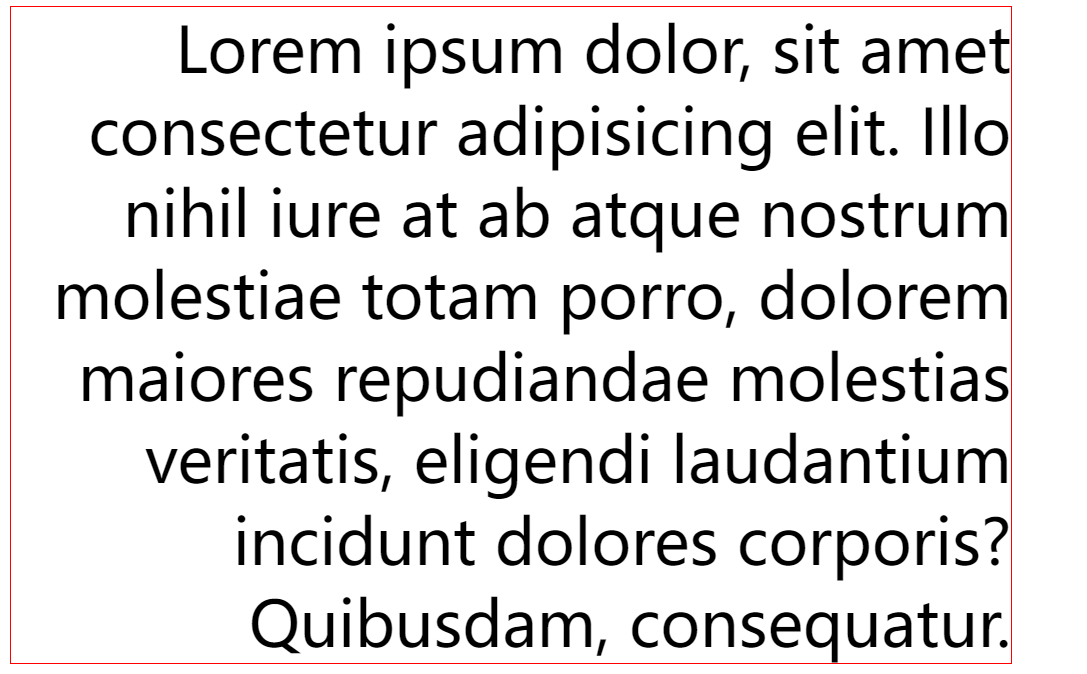 Lorem ipsum dolor, sit amet
consectetur adipisicing elit. Illo
nihil iure at ab atque nostrum
molestiae totam porro, dolorem
maiores repudiandae molestias
veritatis, eligendi laudantium
incidunt dolores corporis?
Quibusdam, consequatur.